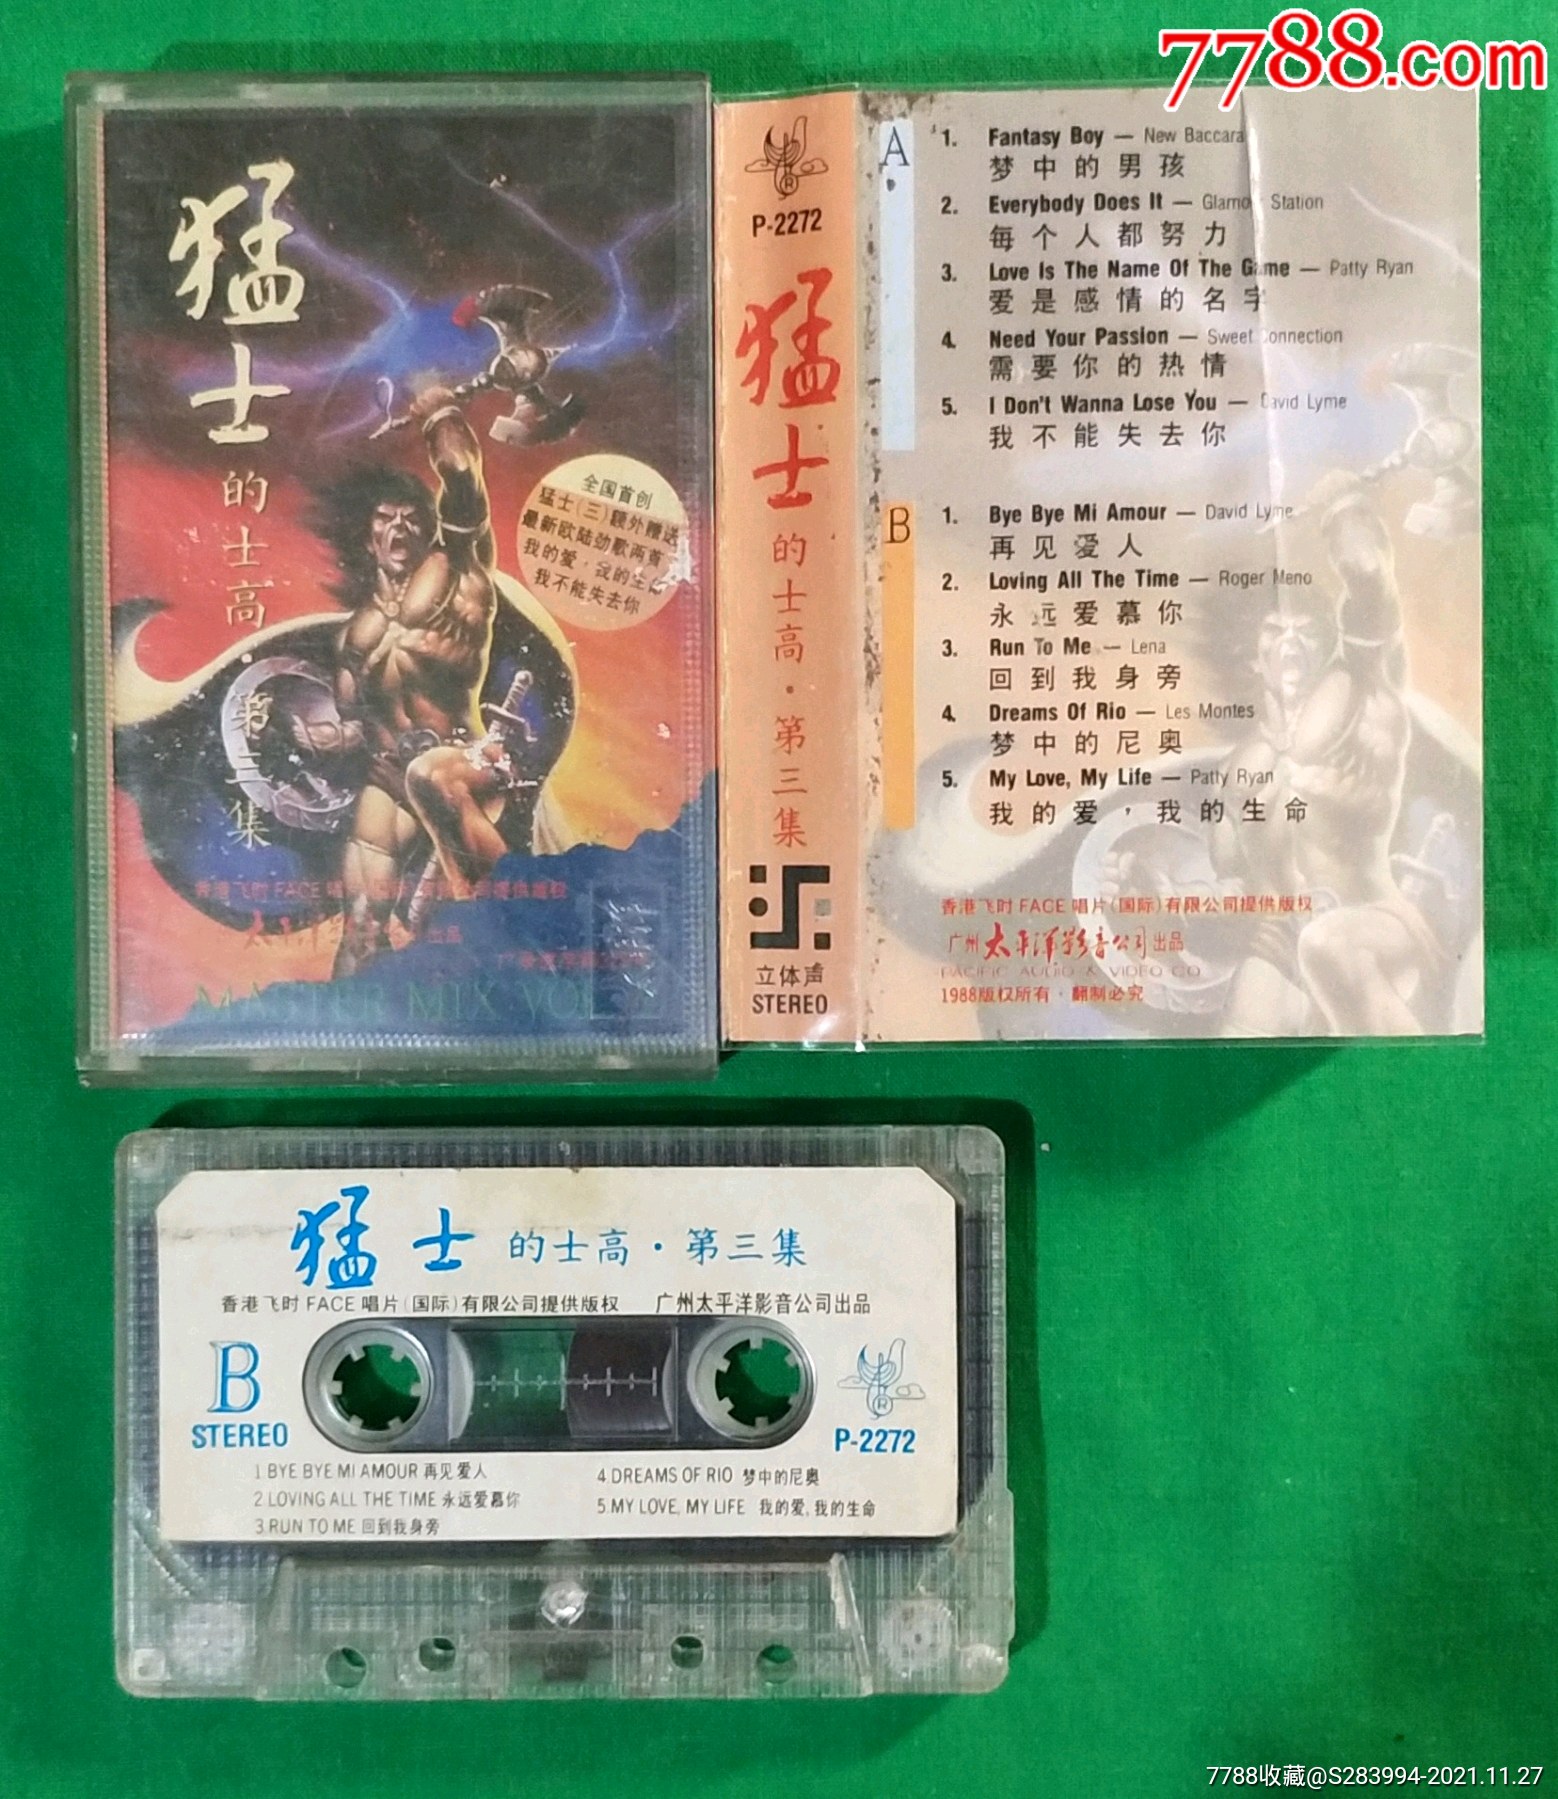 7788.com
猛士
的士高·第三集
全国首创
猛士(三)额外赠送
最新欧陆劲歌两首
我的爱,我的生命
我不能失去你
香港飞时FACE唱片(国际)有限公司提供版权
太平洋影音公司出品
MIX VOL
R
P-2272
猛士的士高·第三集
立体声
STEREO
A
1. Fantasy Boy — New Baccara
梦中的男孩
2. Everybody Does It — Glamour Station
每个人都努力
3. Love Is The Name Of The Game — Patty Ryan
爱是感情的名字
4. Need Your Passion — Sweet Connection
需要你的热情
5. I Don't Wanna Lose You — David Lyme
我不能失去你
B
1. Bye Bye Mi Amour — David Lyme
再见爱人
2. Loving All The Time — Roger Meno
永远爱慕你
3. Run To Me — Lena
回到我身旁
4. Dreams Of Rio — Les Montes
梦中的尼奥
5. My Love, My Life — Patty Ryan
我的爱,我的生命
香港飞时FACE唱片(国际)有限公司提供版权
广州太平洋影音公司出品
PACIFIC AUDIO & VIDEO CO
1988版权所有·翻制必究
猛士的士高·第三集
香港飞时FACE唱片(国际)有限公司提供版权 广州太平洋影音公司出品
B
STEREO
R
P-2272
1 BYE BYE MI AMOUR 再见爱人
2.LOVING ALL THE TIME 永远爱慕你
3.RUN TO ME 回到我身旁
4.DREAMS OF RIO 梦中的尼奥
5.MY LOVE, MY LIFE 我的爱,我的生命
7788收藏@S283994-2021.11.27